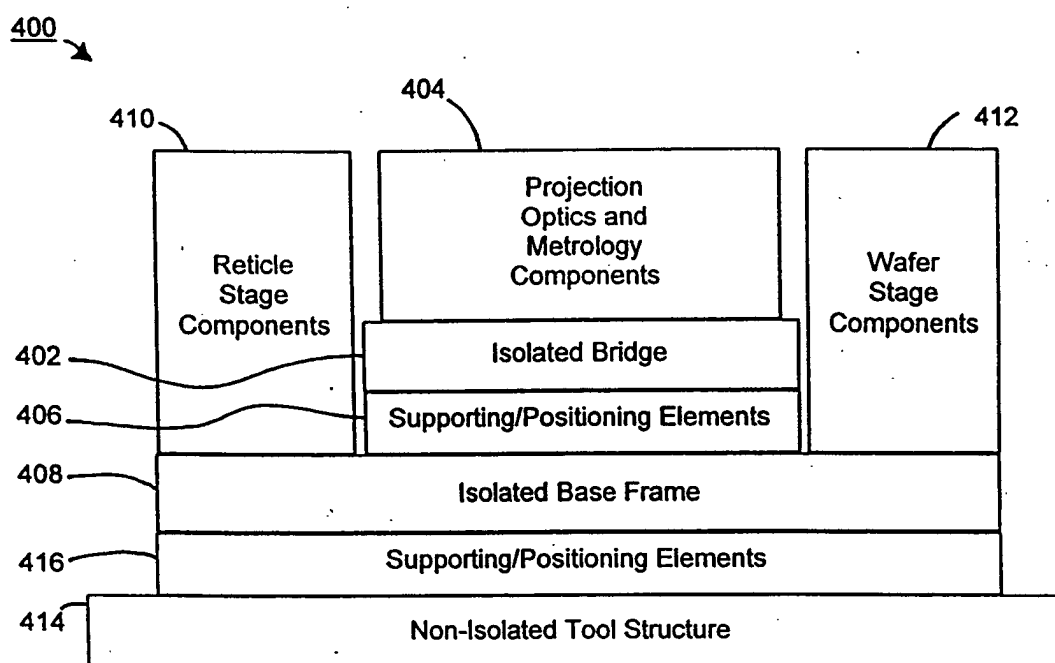 400
404
410
412
Projection
Optics and
Metrology
Components
Reticle
Stage
Components
Wafer
Stage
Components
402
Isolated Bridge
406
Supporting/Positioning Elements
408
Isolated Base Frame
416
Supporting/Positioning Elements
414
Non-Isolated Tool Structure